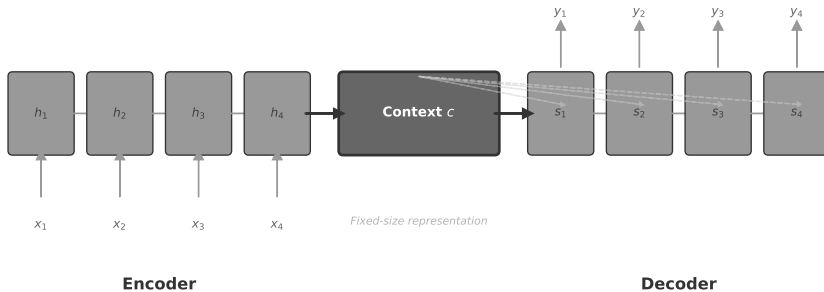 y₁ y₂ y₃ y₄
h₁ h₂ h₃ h₄ Context c s₁ s₂ s₃ s₄
x₁ x₂ x₃ x₄ Fixed-size representation
Encoder Decoder